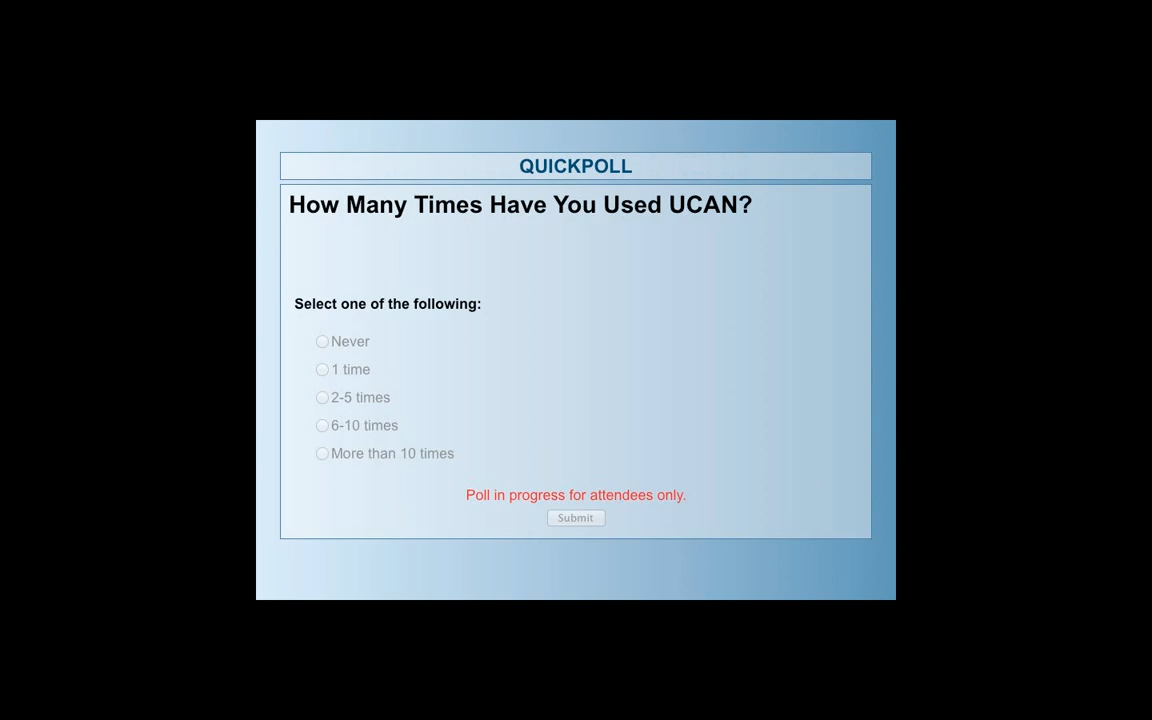 QUICKPOLL
How Many Times Have You Used UCAN?
Select one of the following:
Never
1 time
2-5 times
6-10 times
More than 10 times
Poll in progress for attendees only.
Submit